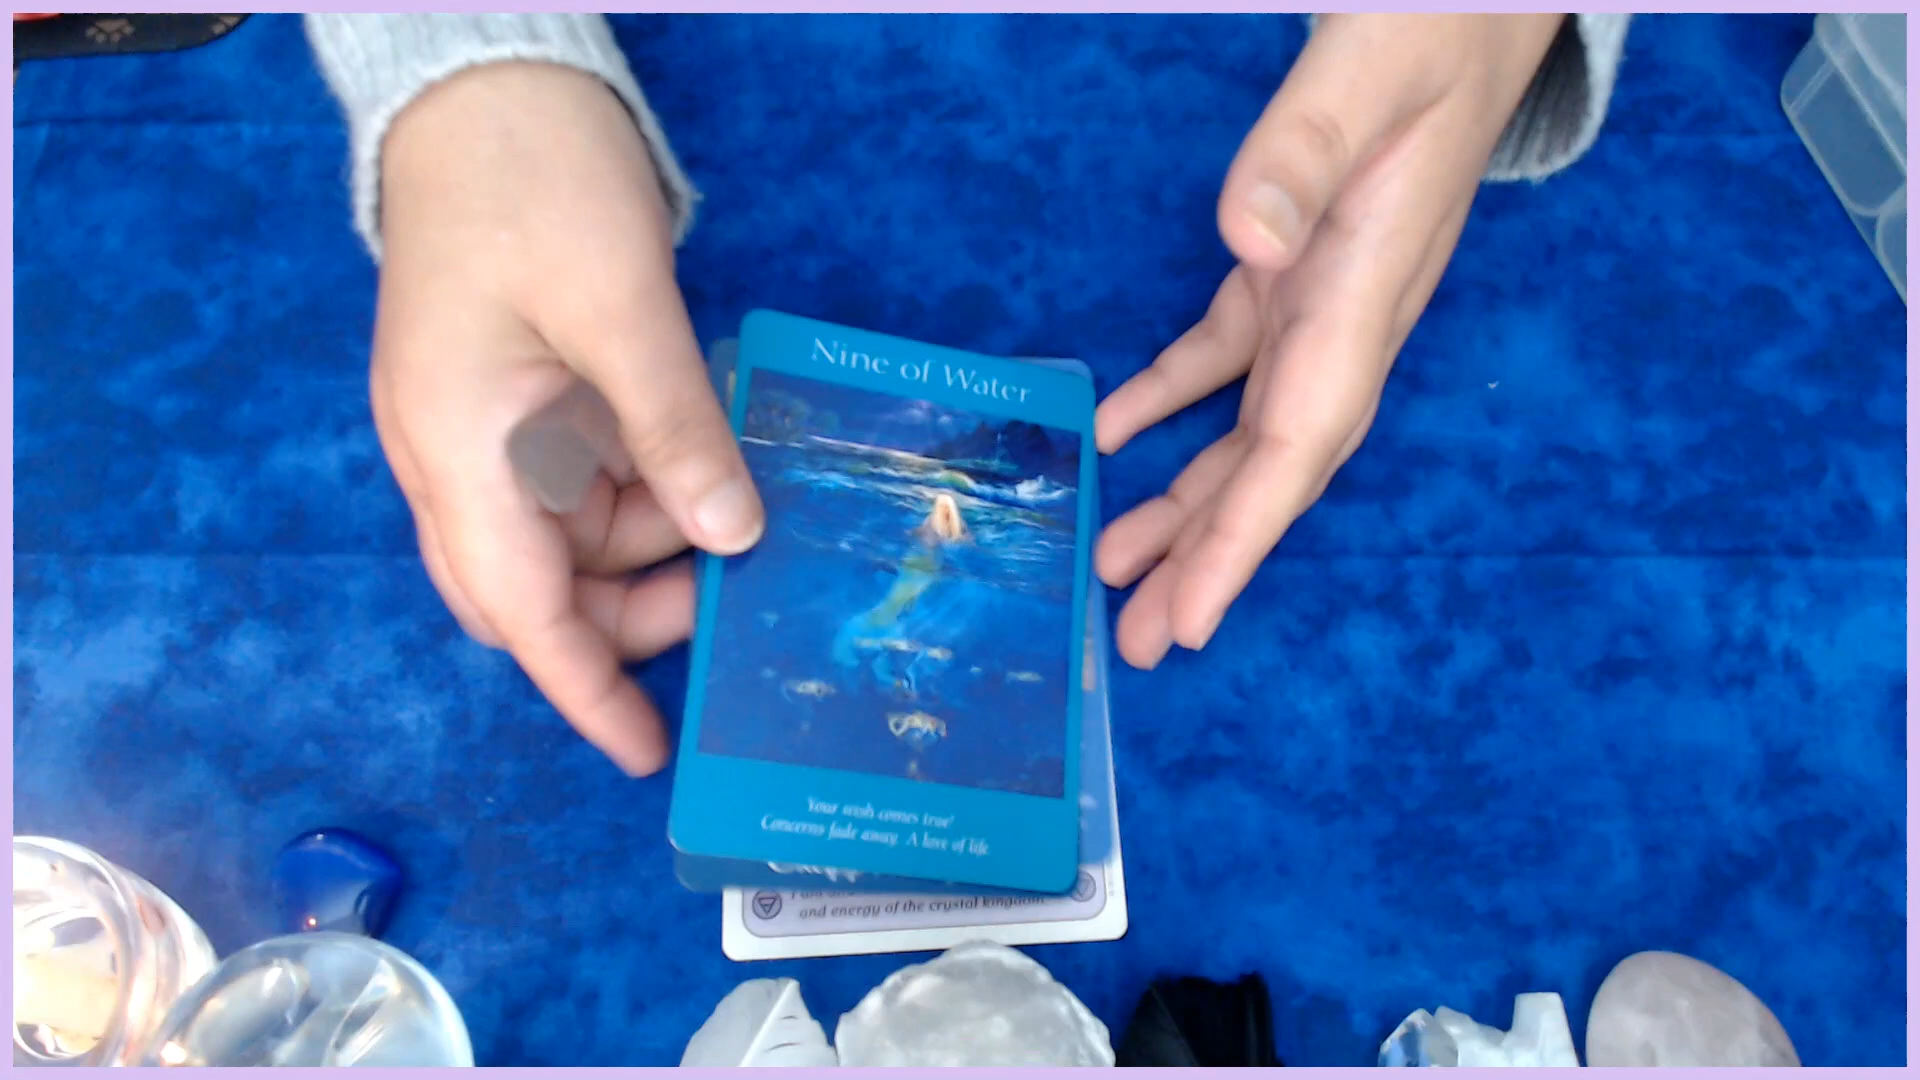 Nine of Water
Your wish comes true!
Concerns fade away. A love of life.
I am
and energy of the crystal kingdom.